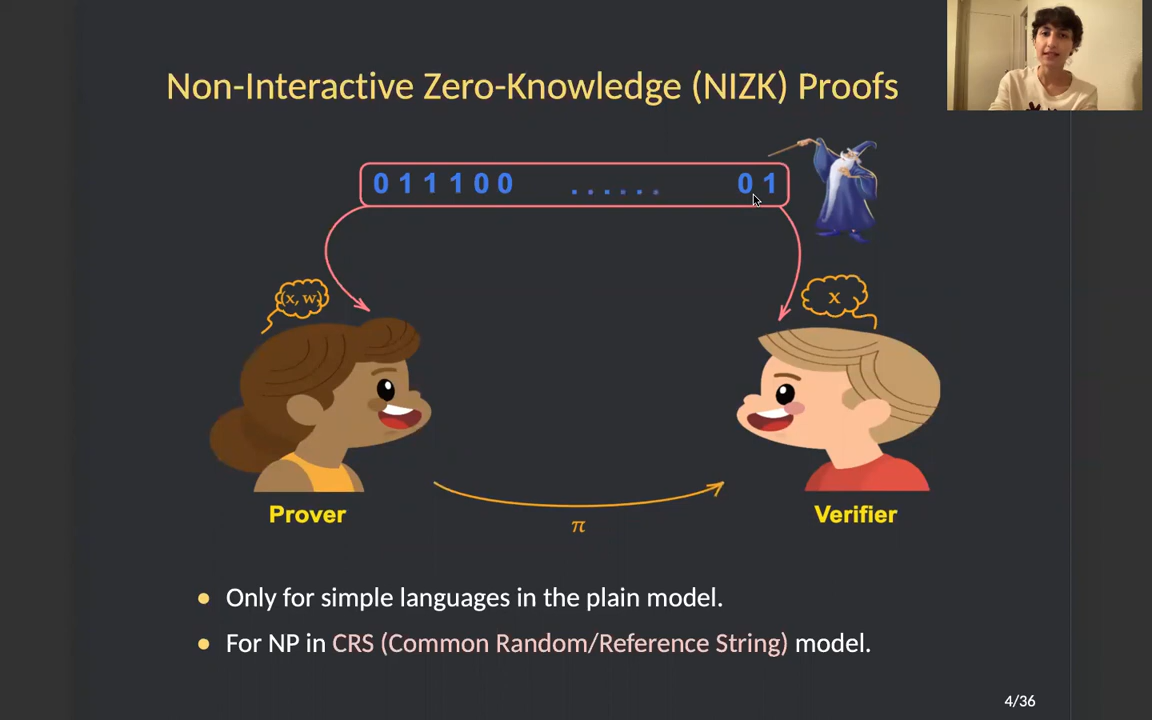 Non-Interactive Zero-Knowledge (NIZK) Proofs
0 1 1 1 0 0 ...... 0 1
(x, w)
x
Prover
π
Verifier
Only for simple languages in the plain model.
For NP in CRS (Common Random/Reference String) model.
4/36